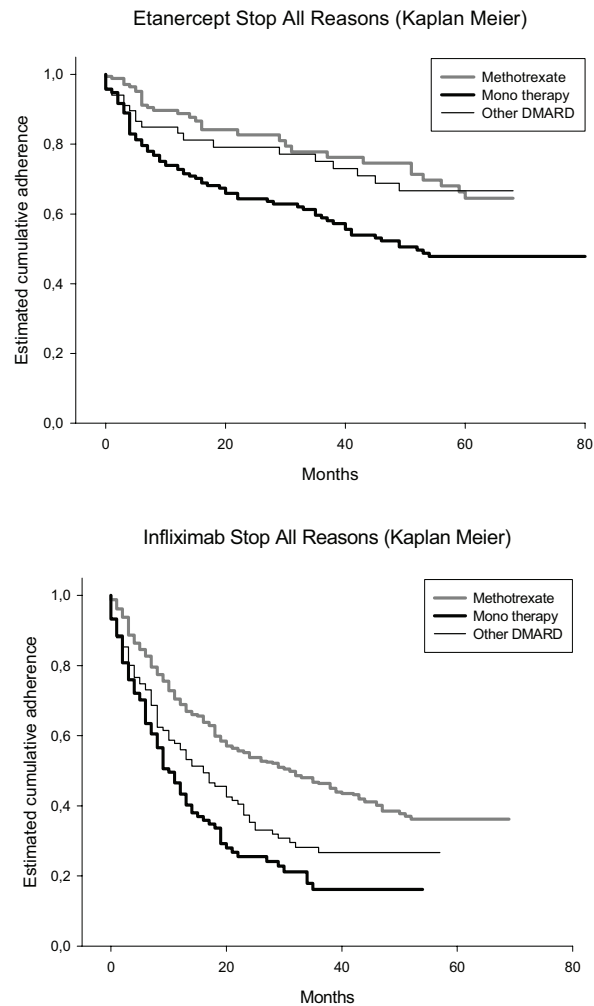 Etanercept Stop All Reasons (Kaplan Meier)
1,0
0,8
0,6
0,4
0,2
0,0
Estimated cumulative adherence
Methotrexate
Mono therapy
Other DMARD
0 20 40 60 80
Months
Infliximab Stop All Reasons (Kaplan Meier)
1,0
0,8
0,6
0,4
0,2
0,0
Estimated cumulative adherence
Methotrexate
Mono therapy
Other DMARD
0 20 40 60 80
Months